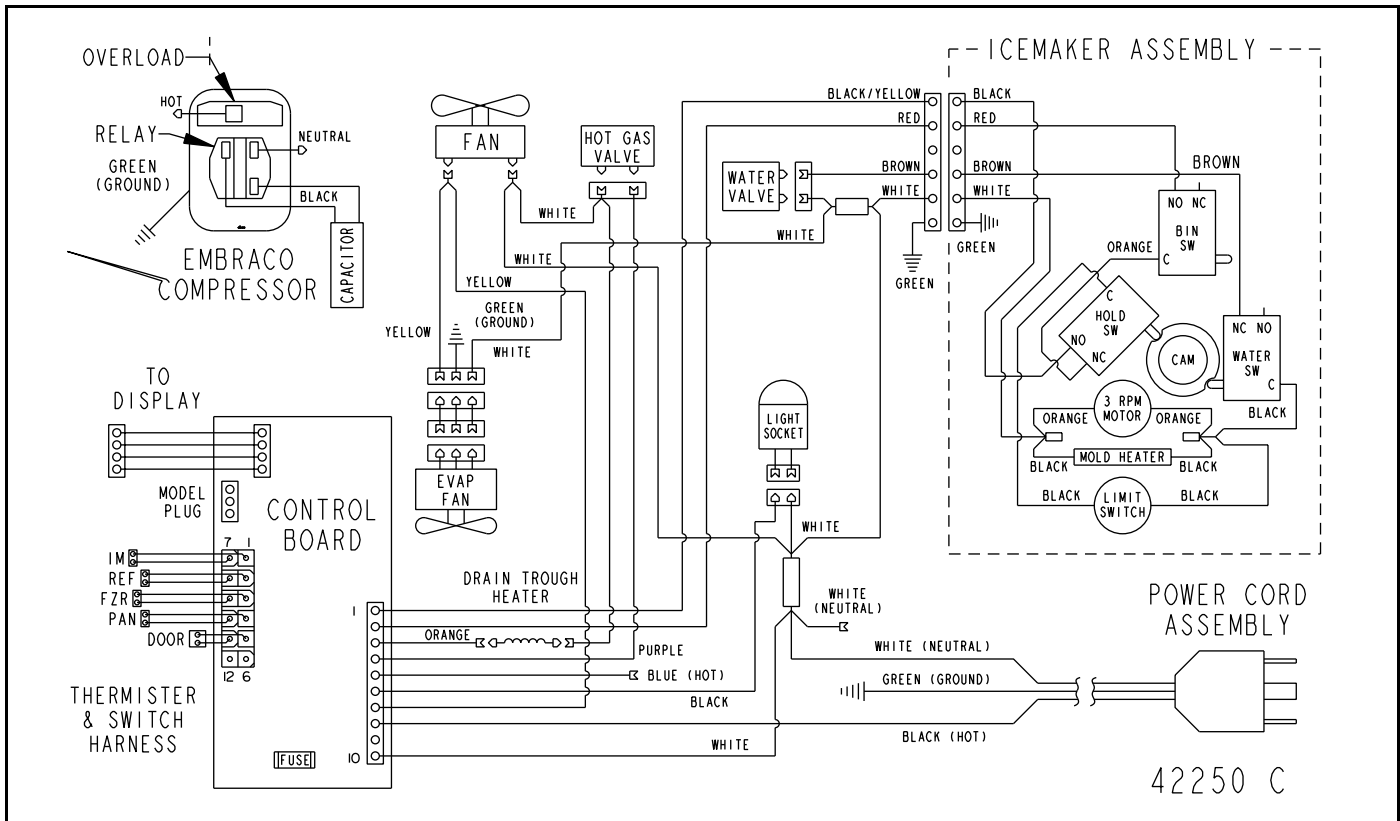 OVERLOAD
HOT
RELAY
NEUTRAL
GREEN
(GROUND)
BLACK
EMBRACO
COMPRESSOR
CAPACITOR
FAN
HOT GAS
VALVE
WHITE
WHITE
YELLOW
GREEN
(GROUND)
YELLOW
WHITE
EVAP
FAN
WATER
VALVE
BLACK/YELLOW
RED
BROWN
WHITE
WHITE
GREEN
ICEMAKER ASSEMBLY
BLACK
RED
BROWN
WHITE
GREEN
BROWN
NO NC
BIN
SW
C
ORANGE
C
HOLD
SW
NO
NC
CAM
NC NO
WATER
SW
C
BLACK
3 RPM
MOTOR
ORANGE
ORANGE
MOLD HEATER
BLACK
BLACK
LIMIT
SWITCH
BLACK
BLACK
TO
DISPLAY
MODEL
PLUG
CONTROL
BOARD
7 1
IM
REF
FZR
PAN
DOOR
12 6
THERMISTER
& SWITCH
HARNESS
FUSE
1
10
DRAIN TROUGH
HEATER
ORANGE
PURPLE
BLUE (HOT)
BLACK
WHITE
LIGHT
SOCKET
WHITE
WHITE
(NEUTRAL)
WHITE (NEUTRAL)
GREEN (GROUND)
BLACK (HOT)
POWER CORD
ASSEMBLY
42250 C